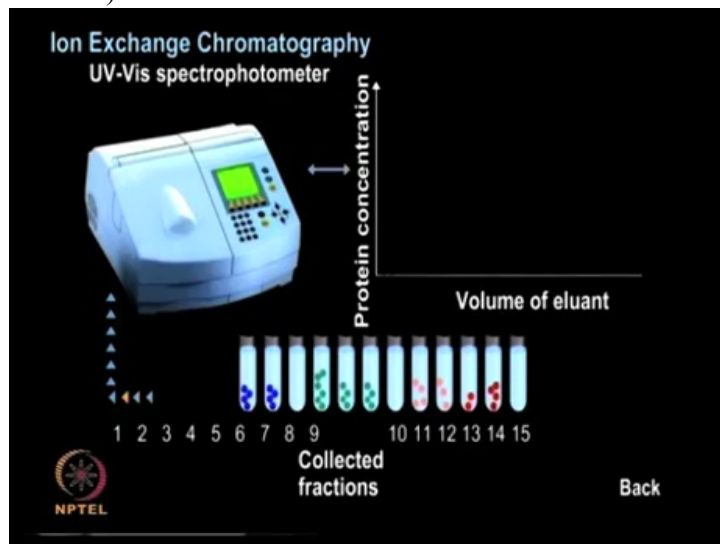 Ion Exchange Chromatography
UV-Vis spectrophotometer
Protein concentration
Volume of eluant
1 2 3 4 5 6 7 8 9 10 11 12 13 14 15
Collected
fractions
NPTEL
Back